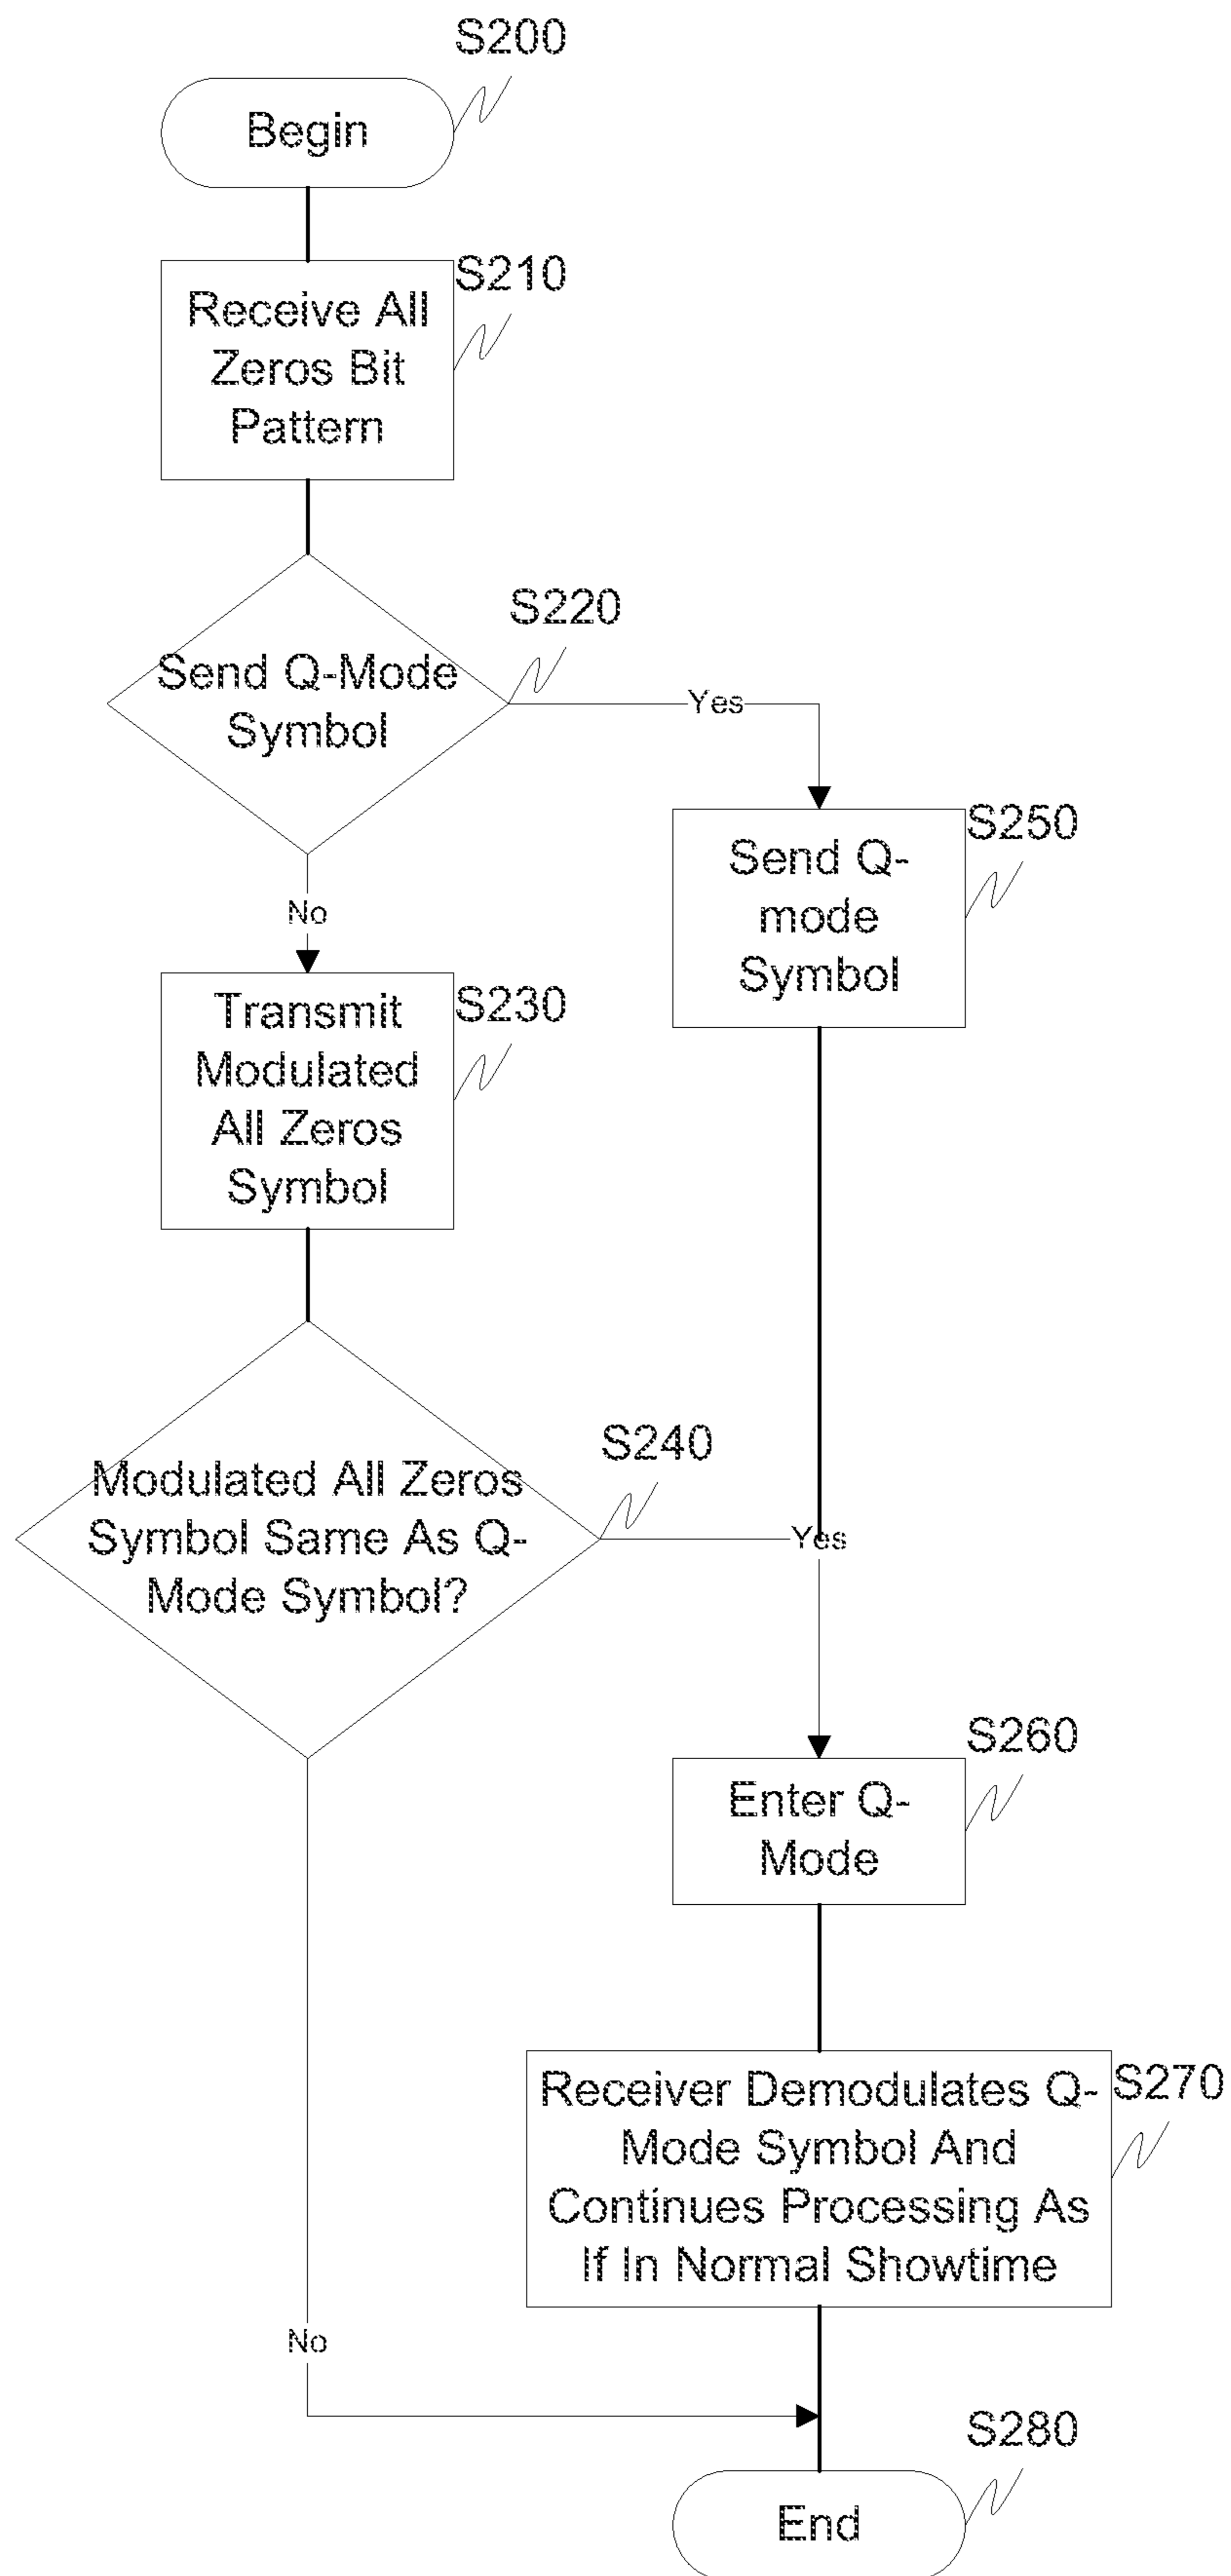 S200
Begin
S210
Receive All
Zeros Bit
Pattern
S220
Send Q-Mode
Symbol
Yes
S250
Send Q-
mode
Symbol
No
S230
Transmit
Modulated
All Zeros
Symbol
S240
Modulated All Zeros
Symbol Same As Q-
Mode Symbol?
Yes
S260
Enter Q-
Mode
S270
Receiver Demodulates Q-
Mode Symbol And
Continues Processing As
If In Normal Showtime
No
S280
End